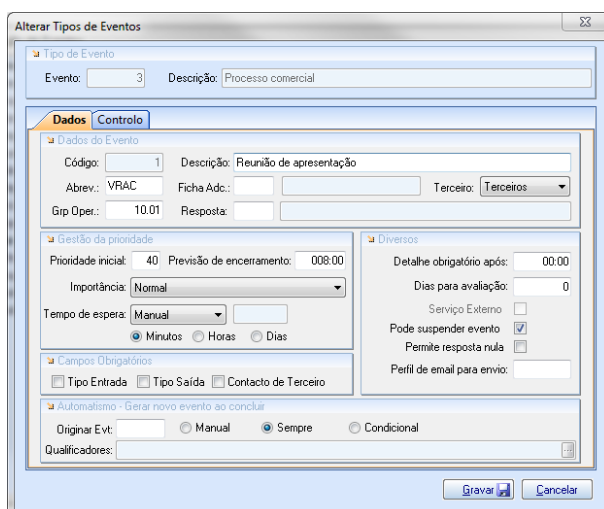 Alterar Tipos de Eventos
Tipo de Evento
Evento: 3 Descrição: Processo comercial
Dados Controlo
Dados do Evento
Código: 1 Descrição: Reunião de apresentação
Abrev.: VRAC Ficha Adc.: Terceiro: Terceiros
Grp Oper.: 10.01 Resposta:
Gestão da prioridade
Prioridade inicial: 40 Previsão de encerramento: 008:00
Importância: Normal
Tempo de espera: Manual
Minutos Horas Dias
Diversos
Detalhe obrigatório após: 00:00
Dias para avaliação: 0
Serviço Externo
Pode suspender evento
Permite resposta nula
Perfil de email para envio:
Campos Obrigatórios
Tipo Entrada Tipo Saída Contacto de Terceiro
Automatismo - Gerar novo evento ao concluir
Originar Evt: Manual Sempre Condicional
Qualificadores:
Gravar Cancelar